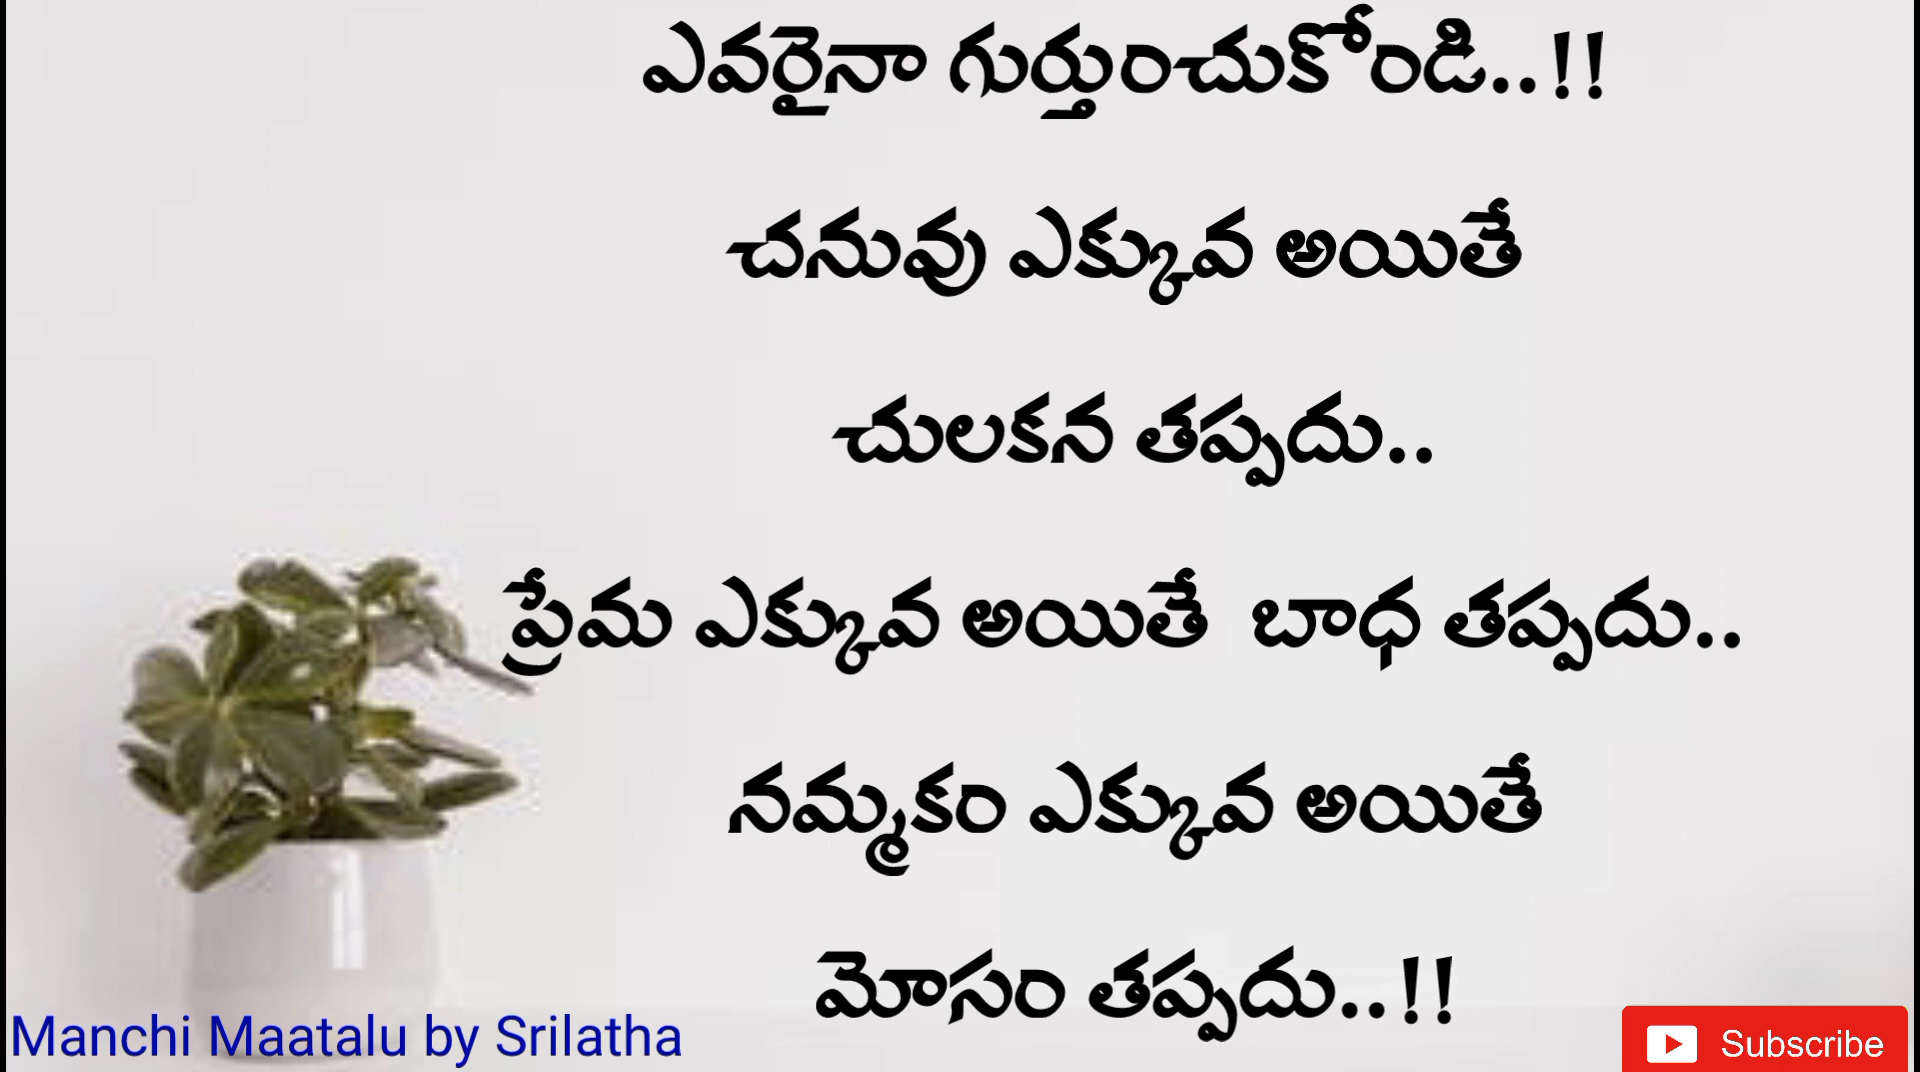 ఎవరైనా గుర్తుంచుకోండి..!!
చనువు ఎక్కువ అయితే
చులకన తప్పదు..
ప్రేమ ఎక్కువ అయితే  బాధ తప్పదు..
నమ్మకం ఎక్కువ అయితే
మోసం తప్పదు..!!
Manchi Maatalu by Srilatha
Subscribe